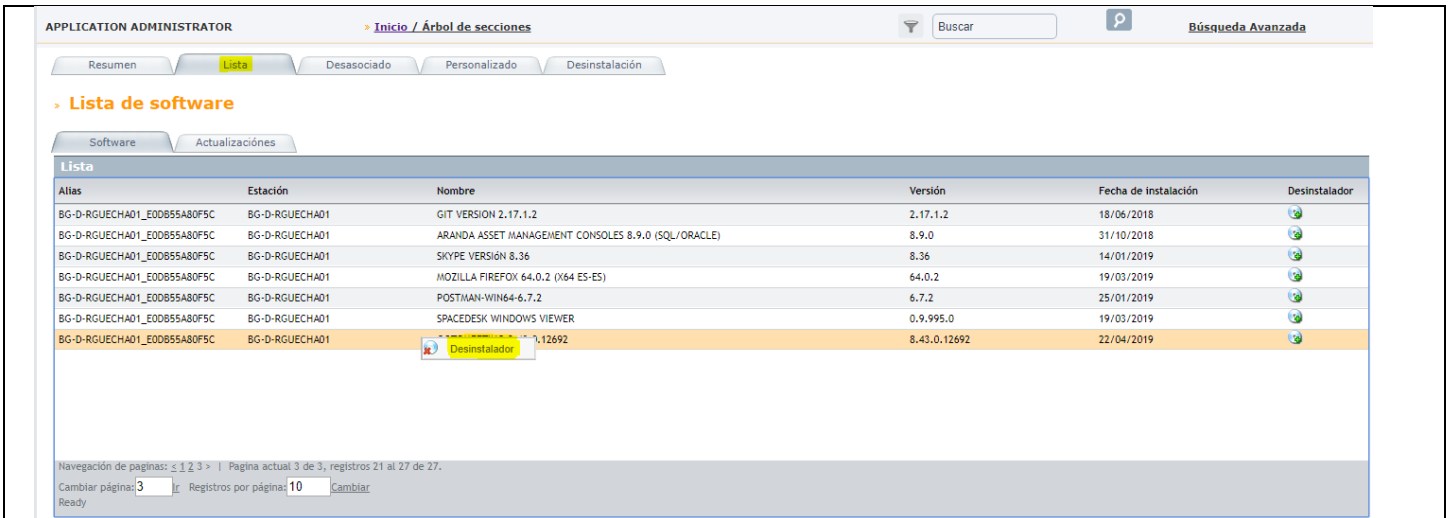 APPLICATION ADMINISTRATOR » Inicio / Árbol de secciones Buscar Búsqueda Avanzada
Resumen Lista Desasociado Personalizado Desinstalación
» Lista de software
Software Actualizaciónes
Lista
Alias Estación Nombre Versión Fecha de instalación Desinstalador
BG-D-RGUECHA01_E0DB55A80F5C BG-D-RGUECHA01 GIT VERSION 2.17.1.2 2.17.1.2 18/06/2018
BG-D-RGUECHA01_E0DB55A80F5C BG-D-RGUECHA01 ARANDA ASSET MANAGEMENT CONSOLES 8.9.0 (SQL/ORACLE) 8.9.0 31/10/2018
BG-D-RGUECHA01_E0DB55A80F5C BG-D-RGUECHA01 SKYPE VERSIóN 8.36 8.36 14/01/2019
BG-D-RGUECHA01_E0DB55A80F5C BG-D-RGUECHA01 MOZILLA FIREFOX 64.0.2 (X64 ES-ES) 64.0.2 19/03/2019
BG-D-RGUECHA01_E0DB55A80F5C BG-D-RGUECHA01 POSTMAN-WIN64-6.7.2 6.7.2 25/01/2019
BG-D-RGUECHA01_E0DB55A80F5C BG-D-RGUECHA01 SPACEDESK WINDOWS VIEWER 0.9.995.0 19/03/2019
BG-D-RGUECHA01_E0DB55A80F5C BG-D-RGUECHA01 .0.12692 8.43.0.12692 22/04/2019
Desinstalador
Navegación de paginas: < 1 2 3 > | Pagina actual 3 de 3, registros 21 al 27 de 27.
Cambiar página: 3 Ir Registros por página: 10 Cambiar
Ready